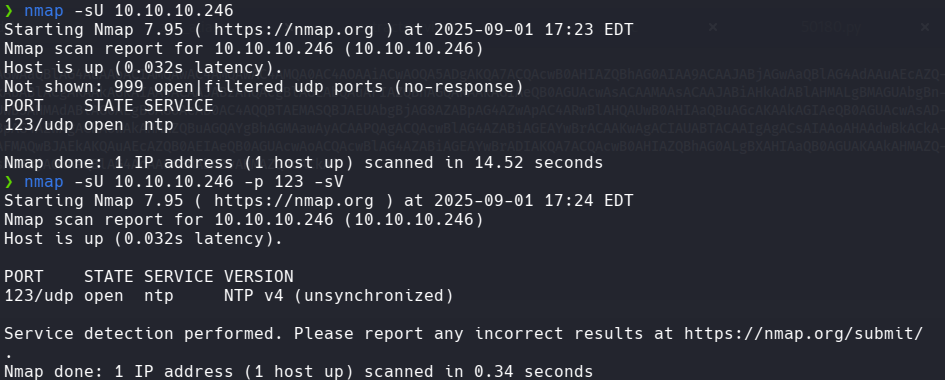 ❯ nmap -sU 10.10.10.246
Starting Nmap 7.95 ( https://nmap.org ) at 2025-09-01 17:23 EDT
Nmap scan report for 10.10.10.246 (10.10.10.246)
Host is up (0.032s latency).
Not shown: 999 open|filtered udp ports (no-response)
PORT    STATE SERVICE
123/udp open  ntp

Nmap done: 1 IP address (1 host up) scanned in 14.52 seconds
❯ nmap -sU 10.10.10.246 -p 123 -sV
Starting Nmap 7.95 ( https://nmap.org ) at 2025-09-01 17:24 EDT
Nmap scan report for 10.10.10.246 (10.10.10.246)
Host is up (0.032s latency).

PORT    STATE SERVICE VERSION
123/udp open  ntp     NTP v4 (unsynchronized)

Service detection performed. Please report any incorrect results at https://nmap.org/submit/
.
Nmap done: 1 IP address (1 host up) scanned in 0.34 seconds